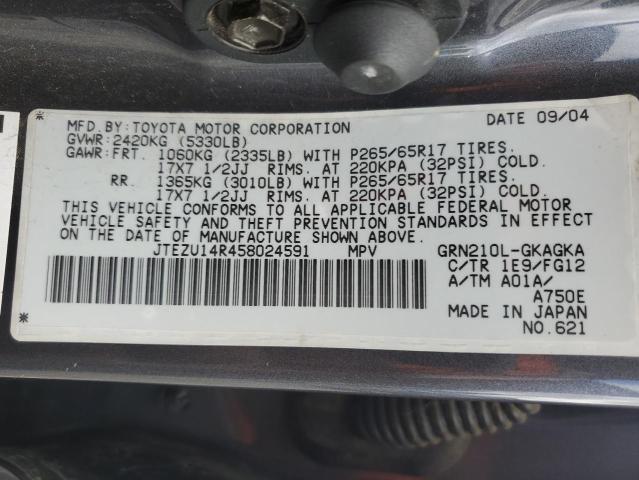 MFD.BY:TOYOTA MOTOR CORPORATION DATE 09/04
GVWR:2420KG (5330LB)
GAWR:FRT. 1060KG (2335LB) WITH P265/65R17 TIRES.
17X7 1/2JJ RIMS. AT 220KPA (32PSI) COLD.
RR. 1365KG (3010LB) WITH P265/65R17 TIRES.
17X7 1/2JJ RIMS. AT 220KPA (32PSI) COLD.
THIS VEHICLE CONFORMS TO ALL APPLICABLE FEDERAL MOTOR
VEHICLE SAFETY AND THEFT PREVENTION STANDARDS IN EFFECT
ON THE DATE OF MANUFACTURE SHOWN ABOVE.
JTEZU14R458024591 MPV GRN210L-GKAGKA
C/TR 1E9/FG12
A/TM A01A/
A750E
MADE IN JAPAN
NO.621